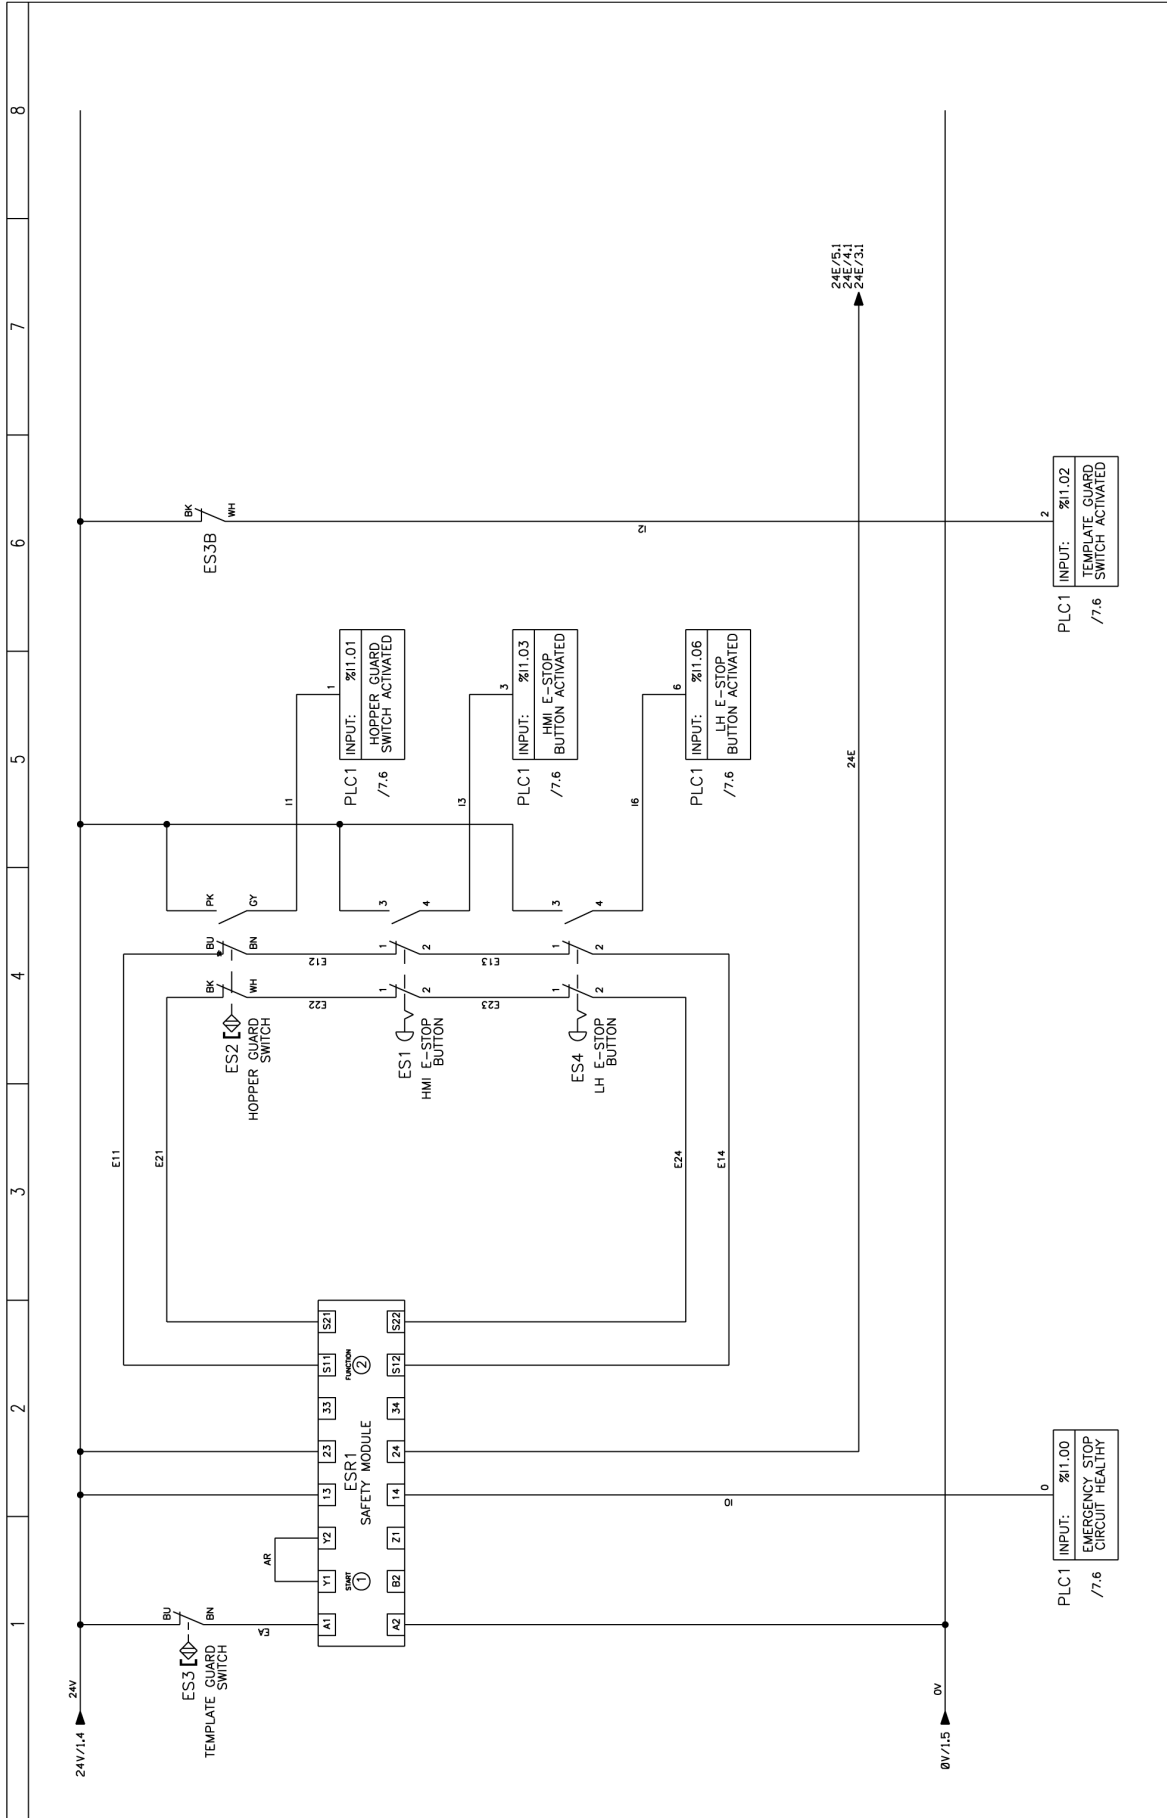 1
2
3
4
5
6
7
8
24V/1.4
24V
0V/1.5
0V
ES3
TEMPLATE GUARD
SWITCH
BU
BN
EA
A1
Y1
Y2
13
23
33
S11
S21
AR
START
1
FUNCTION
2
ESR1
SAFETY MODULE
A2
B2
Z1
14
24
34
S12
S22
I0
0
PLC1
/7.6
INPUT: %I1.00
EMERGENCY STOP
CIRCUIT HEALTHY
E11
E21
E24
E14
ES2
HOPPER GUARD
SWITCH
BK
WH
BU
BN
PK
GY
E22
E12
ES1
HMI E-STOP
BUTTON
1
2
1
2
3
4
E23
E13
ES4
LH E-STOP
BUTTON
1
2
1
2
3
4
I1
1
PLC1
/7.6
INPUT: %I1.01
HOPPER GUARD
SWITCH ACTIVATED
I3
3
PLC1
/7.6
INPUT: %I1.03
HMI E-STOP
BUTTON ACTIVATED
I6
6
PLC1
/7.6
INPUT: %I1.06
LH E-STOP
BUTTON ACTIVATED
24E
ES3B
BK
WH
I2
2
PLC1
/7.6
INPUT: %I1.02
TEMPLATE GUARD
SWITCH ACTIVATED
24E/5.1
24E/4.1
24E/3.1